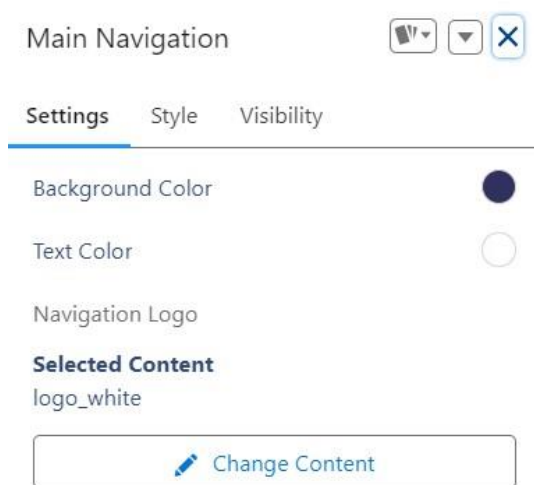 Main Navigation
Settings Style Visibility
Background Color
Text Color
Navigation Logo
Selected Content
logo_white
Change Content